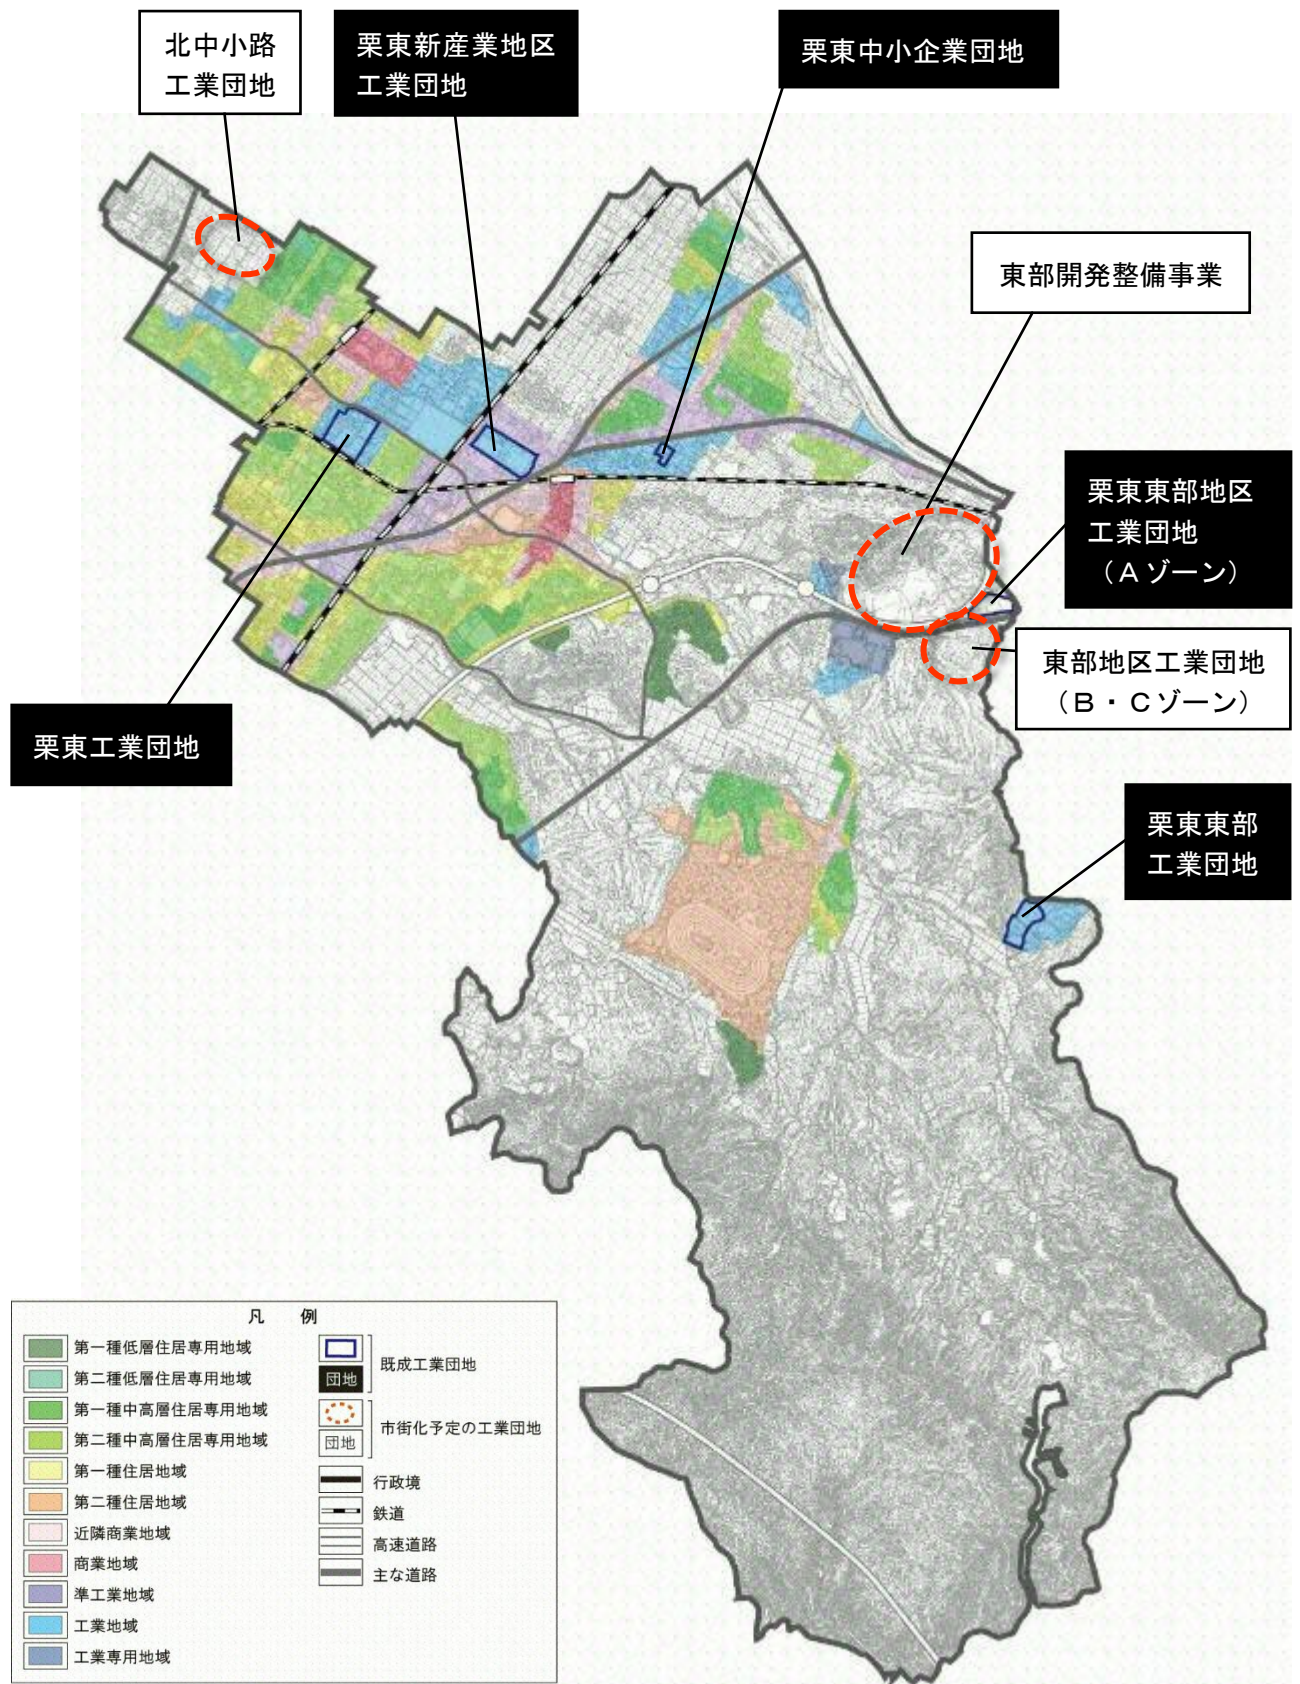 北中小路
工業団地
栗東新産業地区
工業団地
栗東中小企業団地
東部開発整備事業
栗東東部地区
工業団地
（Aゾーン）
東部地区工業団地
（B・Cゾーン）
栗東工業団地
栗東東部
工業団地
凡 例
第一種低層住居専用地域
第二種低層住居専用地域
第一種中高層住居専用地域
第二種中高層住居専用地域
第一種住居地域
第二種住居地域
近隣商業地域
商業地域
準工業地域
工業地域
工業専用地域
団地
既成工業団地
団地
市街化予定の工業団地
行政境
鉄道
高速道路
主な道路